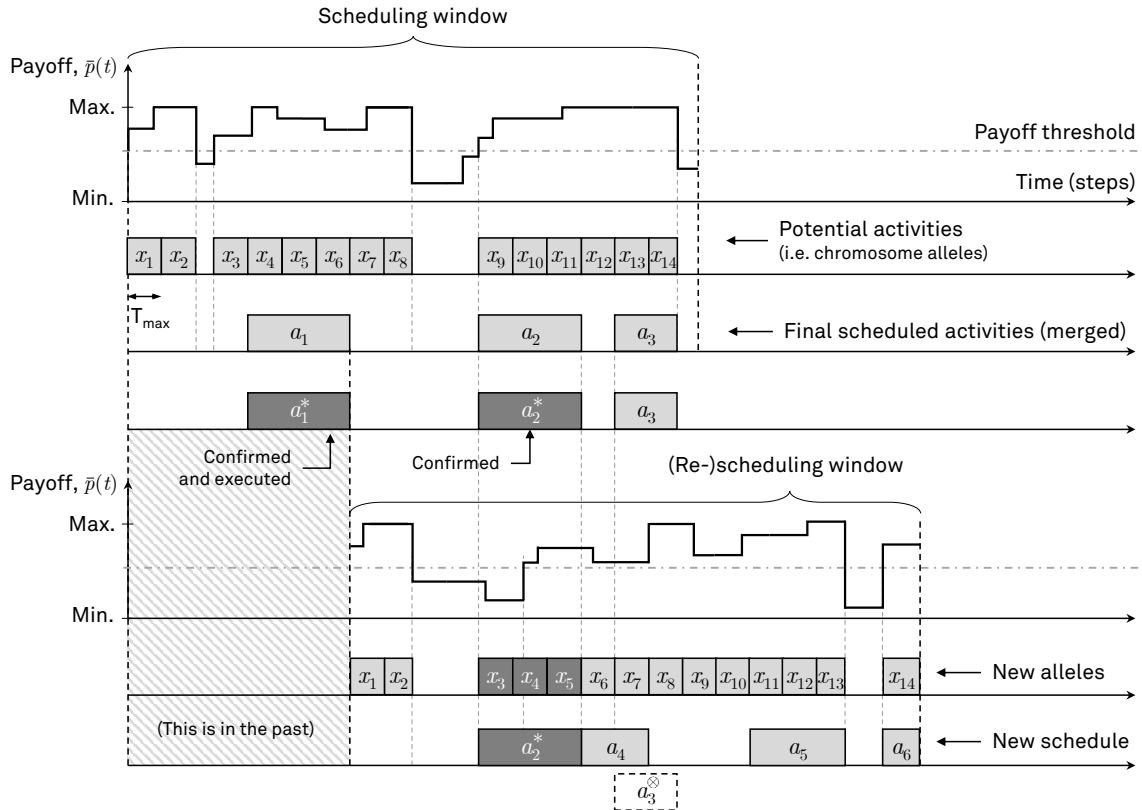 Scheduling window
Payoff, p̄(t)
Max.
Payoff threshold
Min.
Time (steps)
x₁ x₂ x₃ x₄ x₅ x₆ x₇ x₈ x₉ x₁₀ x₁₁ x₁₂ x₁₃ x₁₄
Potential activities
(i.e. chromosome alleles)
T_max
a₁ a₂ a₃
Final scheduled activities (merged)
a₁* a₂* a₃
Confirmed
and executed
Confirmed
(Re-)scheduling window
Payoff, p̄(t)
Max.
Min.
x₁ x₂ x₃ x₄ x₅ x₆ x₇ x₈ x₉ x₁₀ x₁₁ x₁₂ x₁₃ x₁₄
New alleles
(This is in the past)
a₂* a₄ a₅ a₆
New schedule
a₃⊗